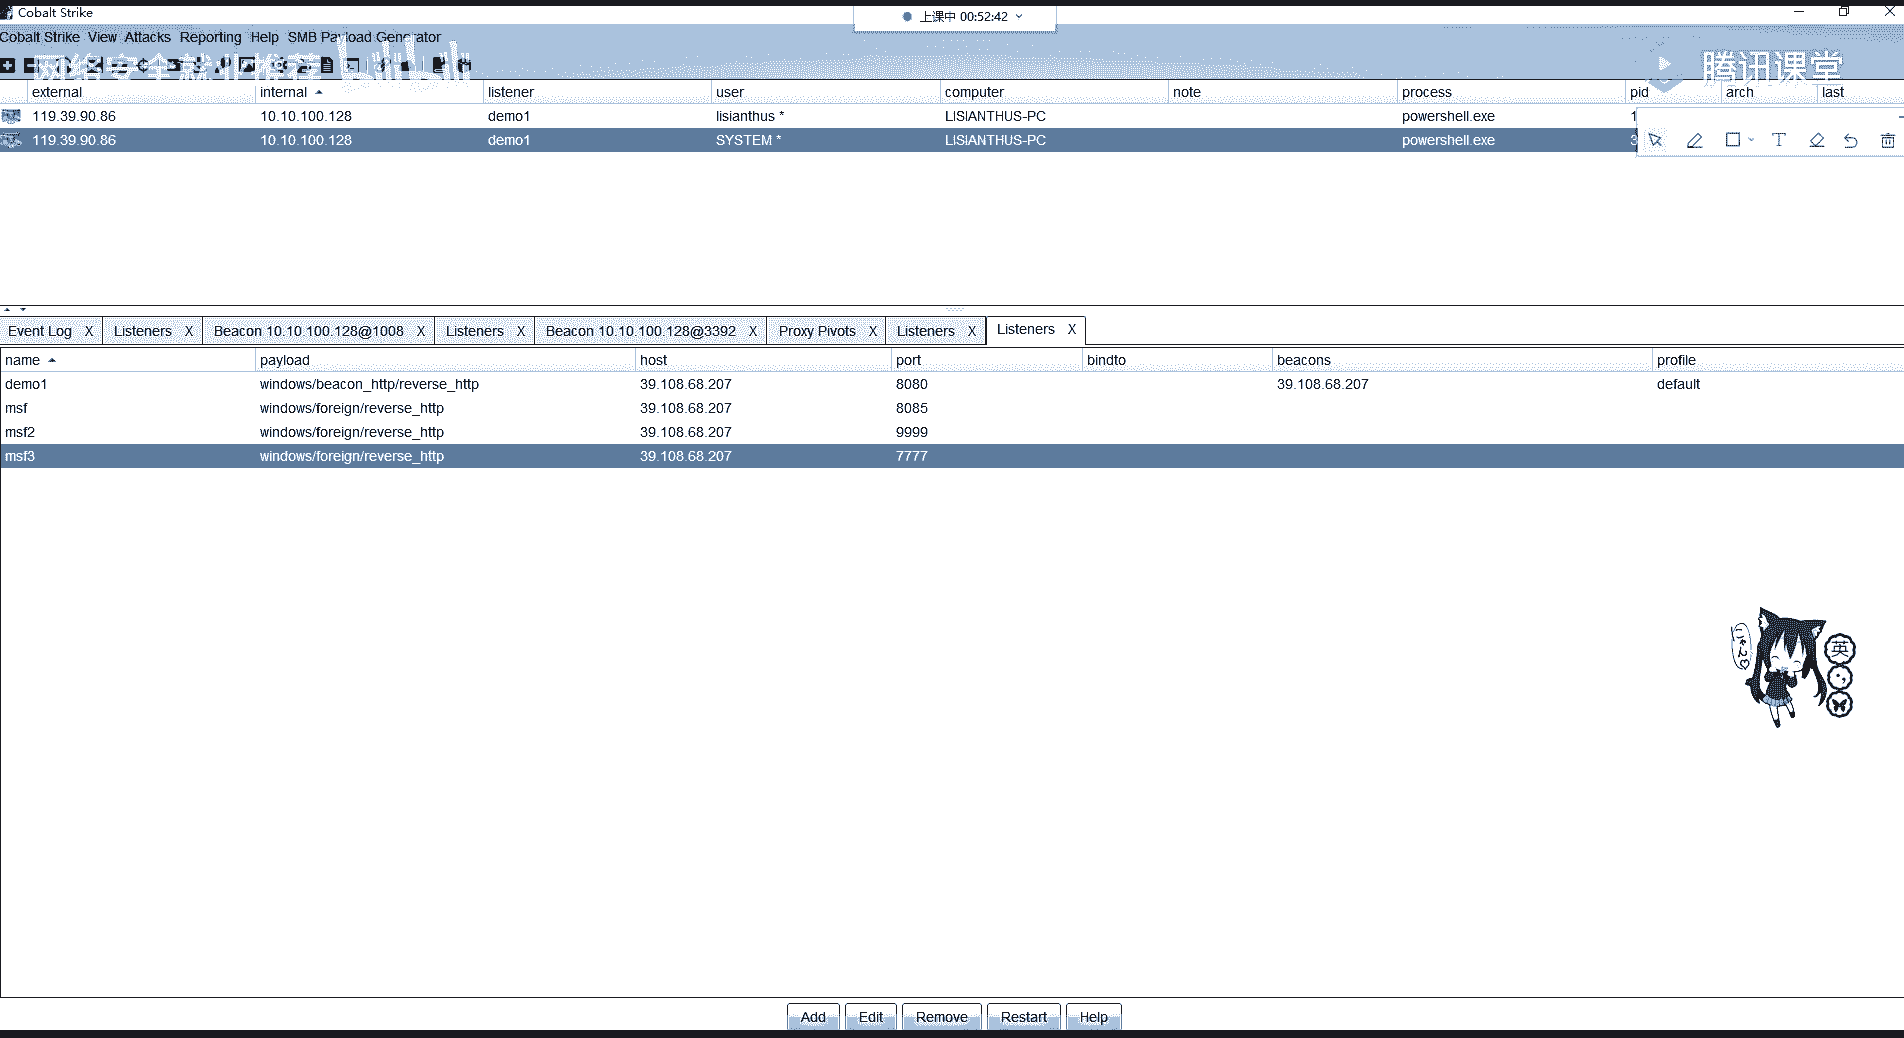 Cobalt Strike
上课中 00:52:42
Cobalt Strike View Attacks Reporting Help SMB Payload Generator
网络安全就业推荐 bilibili
腾讯课堂
external internal listener user computer note process pid arch last
119.39.90.86 10.10.100.128 demo1 lisianthus * LISIANTHUS-PC powershell.exe 1
119.39.90.86 10.10.100.128 demo1 SYSTEM * LISIANTHUS-PC powershell.exe 3
T
Event Log X Listeners X Beacon 10.10.100.128@1008 X Listeners X Beacon 10.10.100.128@3392 X Proxy Pivots X Listeners X Listeners X
name payload host port bindto beacons profile
demo1 windows/beacon_http/reverse_http 39.108.68.207 8080 39.108.68.207 default
msf windows/foreign/reverse_http 39.108.68.207 8085
msf2 windows/foreign/reverse_http 39.108.68.207 9999
msf3 windows/foreign/reverse_http 39.108.68.207 7777
英
Add Edit Remove Restart Help